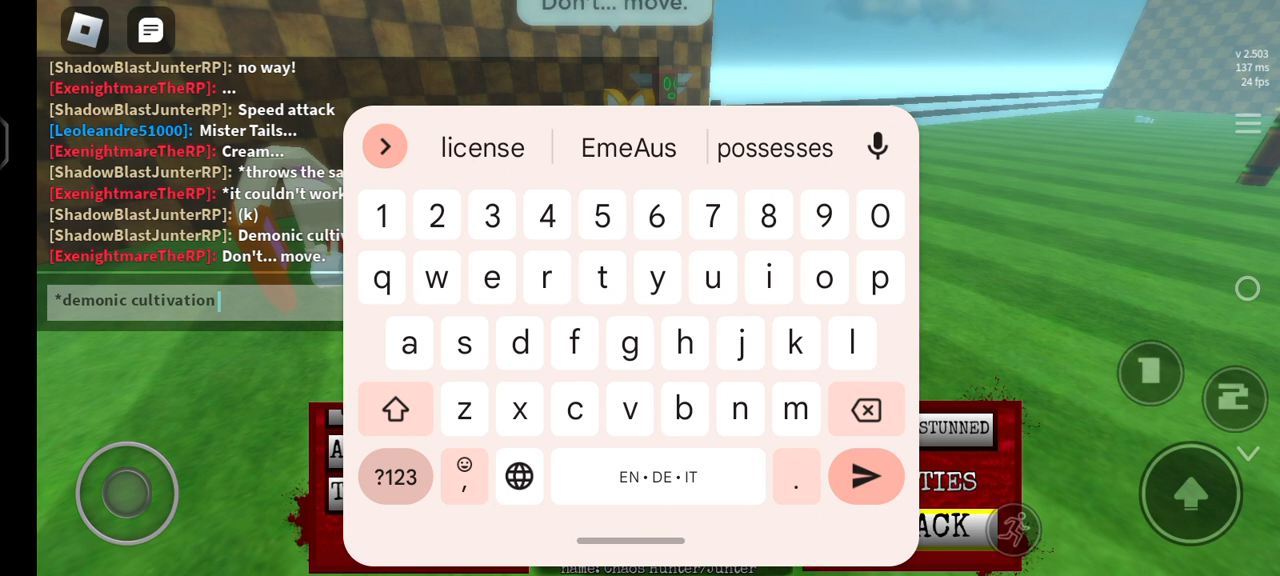 Don't... move.
[ShadowBlastJunterRP]: no way!
[ExenightmareTheRP]: ...
[ShadowBlastJunterRP]: Speed attack
[Leoleandre51000]: Mister Tails...
[ExenightmareTheRP]: Cream...
[ShadowBlastJunterRP]: *throws the sa
[ExenightmareTheRP]: *it couldn't work
[ShadowBlastJunterRP]: (k)
[ShadowBlastJunterRP]: Demonic cultiv
[ExenightmareTheRP]: Don't... move.
*demonic cultivation
v 2.503
137 ms
24 fps
license EmeAus possesses
1 2 3 4 5 6 7 8 9 0
q w e r t y u i o p
a s d f g h j k l
z x c v b n m
?123 , EN • DE • IT .
STUNNED
TIES
ACK
name: Chaos Hunter/Junter